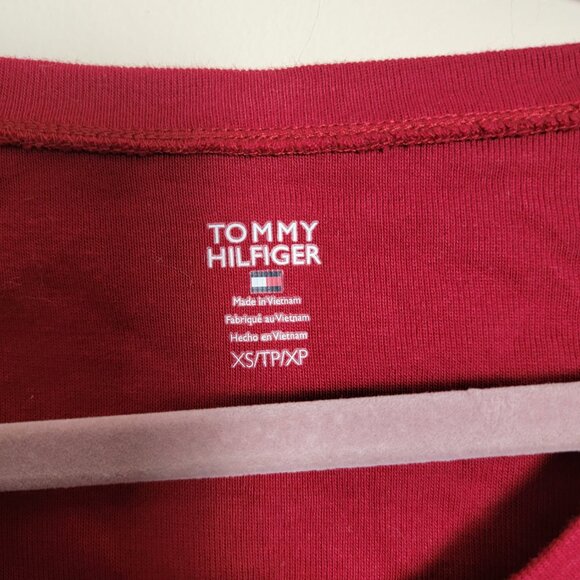 TOMMY
HILFIGER
Made in Vietnam
Fabriqué au Vietnam
Hecho en Vietnam
XS/TP/XP